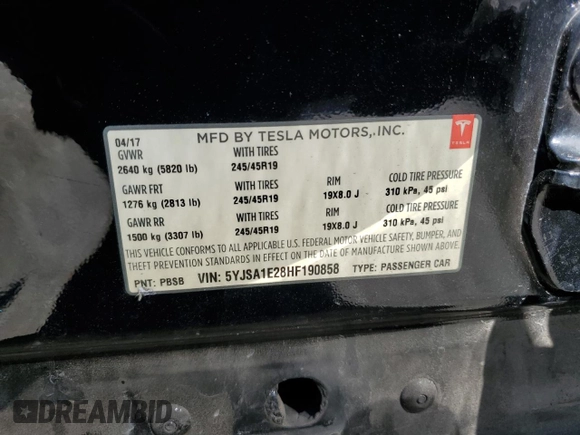 MFD BY TESLA MOTORS, INC.
04/17
GVWR WITH TIRES
2640 kg (5820 lb) 245/45R19
GAWR FRT WITH TIRES RIM COLD TIRE PRESSURE
1276 kg (2813 lb) 245/45R19 19X8.0 J 310 kPa, 45 psi
GAWR RR WITH TIRES RIM COLD TIRE PRESSURE
1500 kg (3307 lb) 245/45R19 19X8.0 J 310 kPa, 45 psi
THIS VEHICLE CONFORMS TO ALL APPLICABLE U.S. FEDERAL MOTOR VEHICLE SAFETY, BUMPER, AND
THEFT PREVENTION STANDARDS IN EFFECT ON THE DATE OF MANUFACTURE SHOWN ABOVE.
PNT: PBSB VIN: 5YJSA1E28HF190858 TYPE: PASSENGER CAR
TESLA
DREAMBID